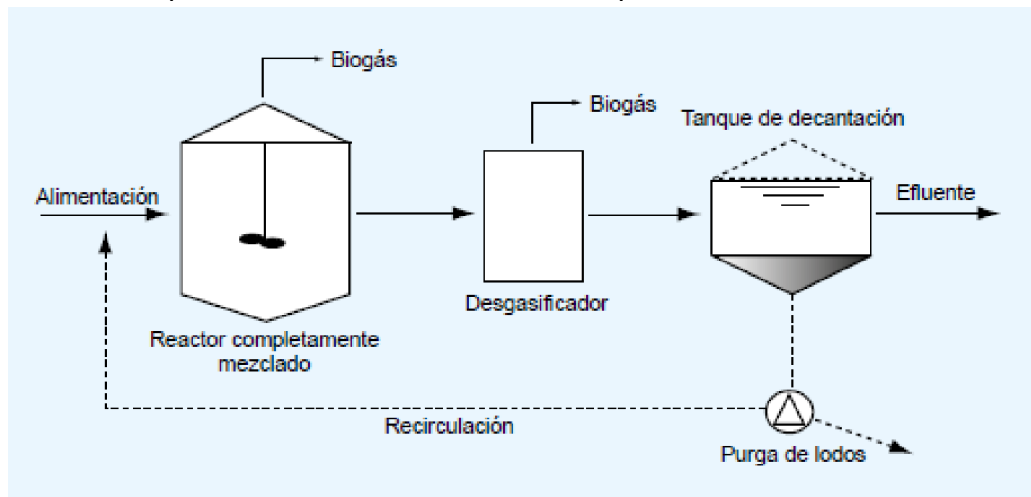 Biogás
Biogás
Tanque de decantación
Alimentación
Efluente
Desgasificador
Reactor completamente
mezclado
Recirculación
Purga de lodos